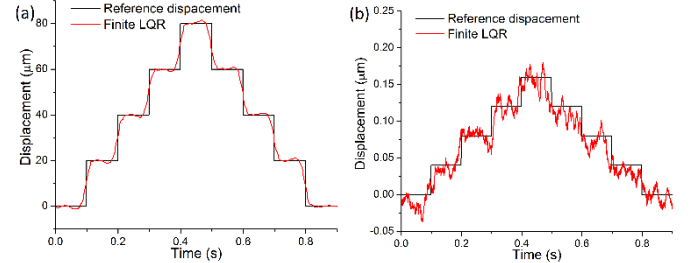 (a)
Reference dispacement
Finite LQR
80
60
40
20
0
Displacement (μm)
0.0 0.2 0.4 0.6 0.8
Time (s)
(b)
Reference dispacement
Finite LQR
0.25
0.20
0.15
0.10
0.05
0.00
-0.05
Displacement (μm)
0.0 0.2 0.4 0.6 0.8
Time (s)